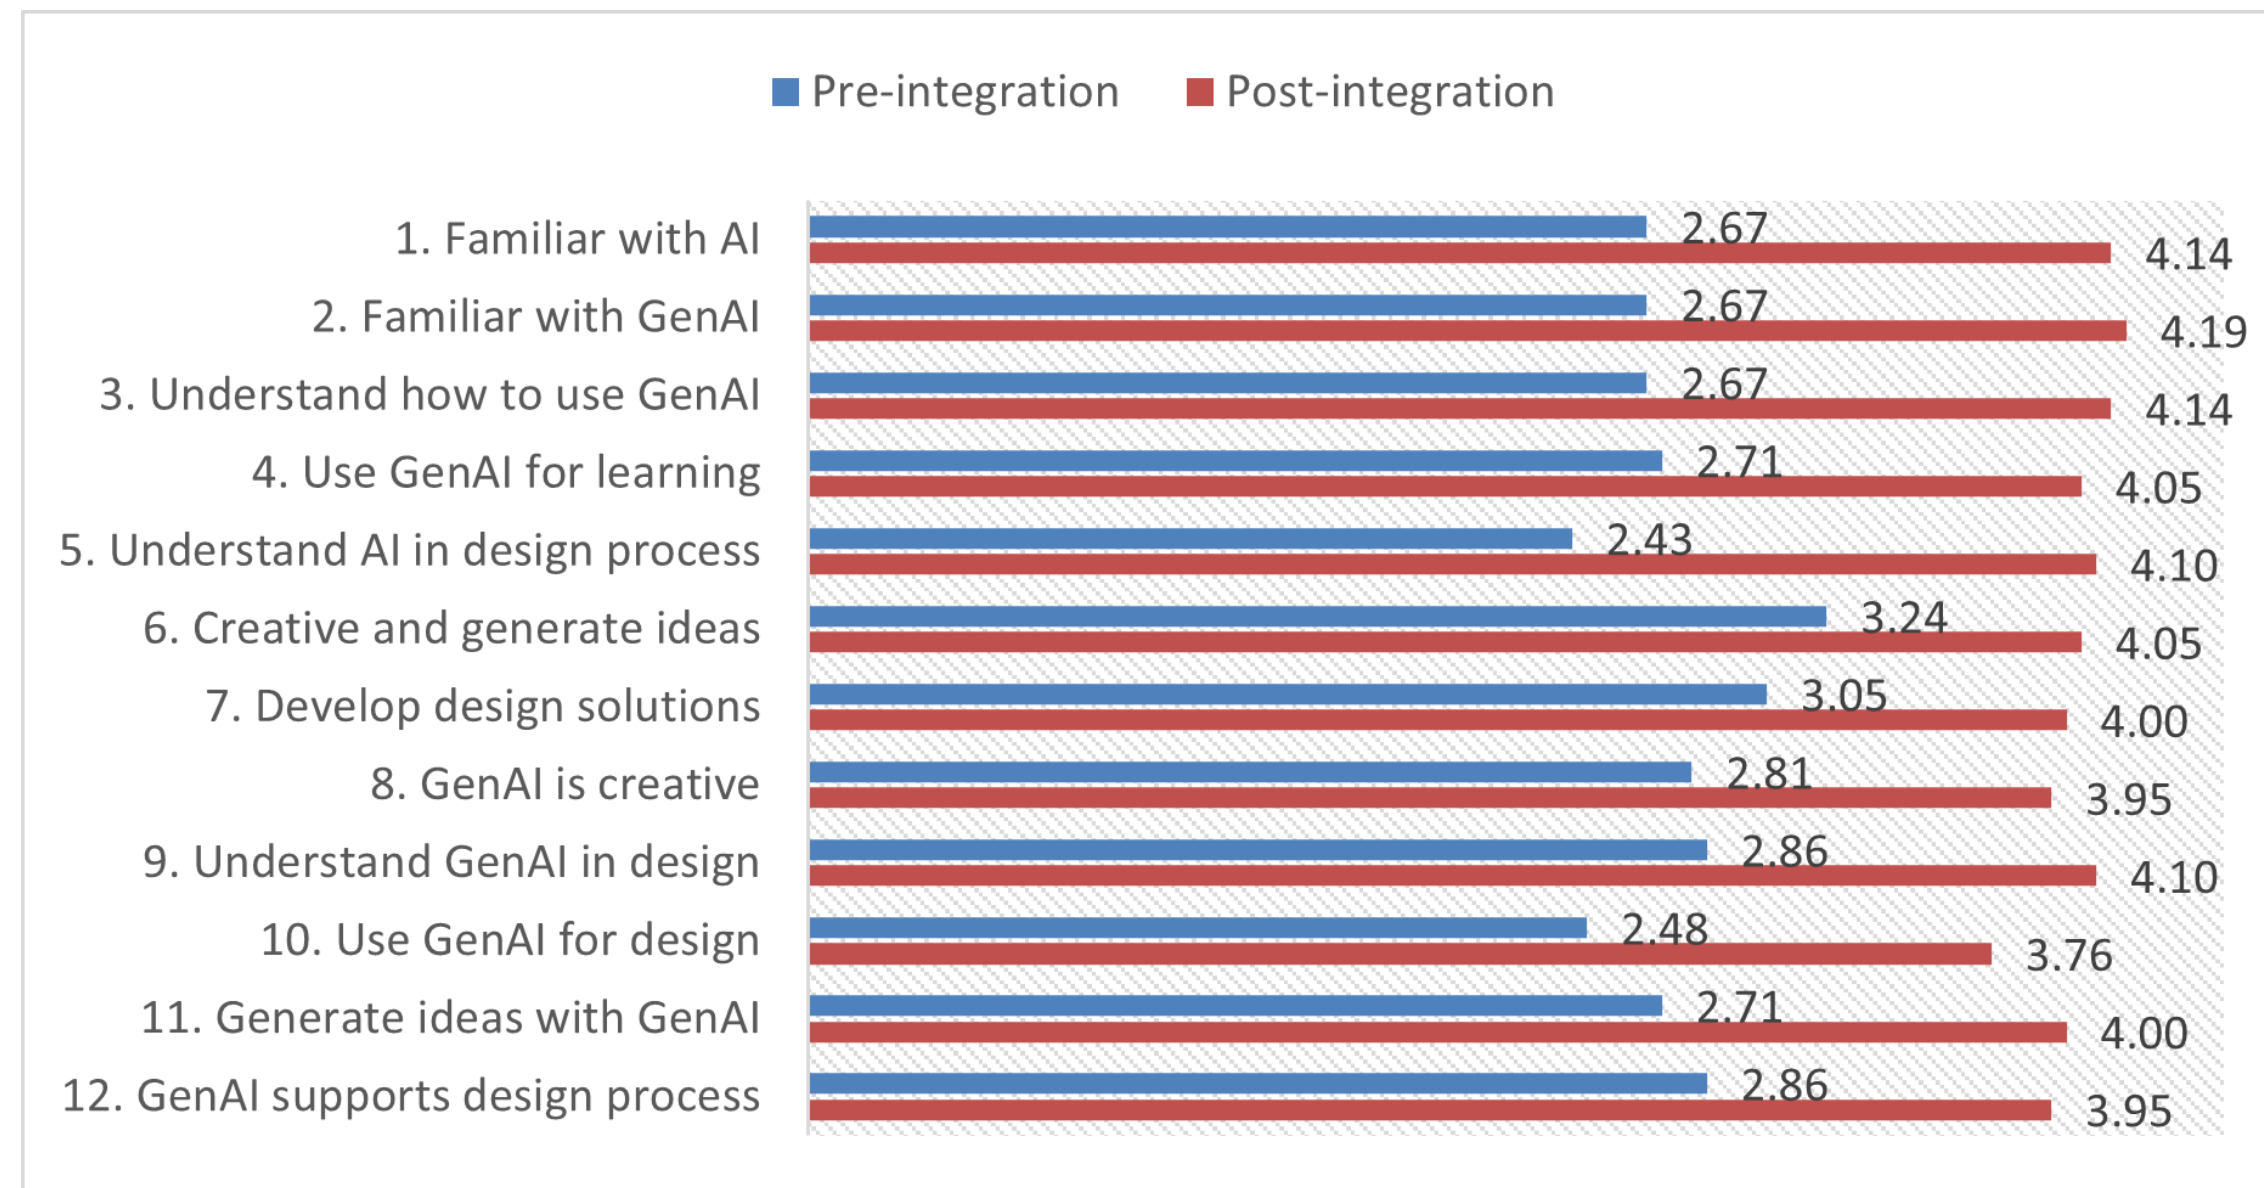 Pre-integration Post-integration
1. Familiar with AI 2.67 4.14
2. Familiar with GenAI 2.67 4.19
3. Understand how to use GenAI 2.67 4.14
4. Use GenAI for learning 2.71 4.05
5. Understand AI in design process 2.43 4.10
6. Creative and generate ideas 3.24 4.05
7. Develop design solutions 3.05 4.00
8. GenAI is creative 2.81 3.95
9. Understand GenAI in design 2.86 4.10
10. Use GenAI for design 2.48 3.76
11. Generate ideas with GenAI 2.71 4.00
12. GenAI supports design process 2.86 3.95